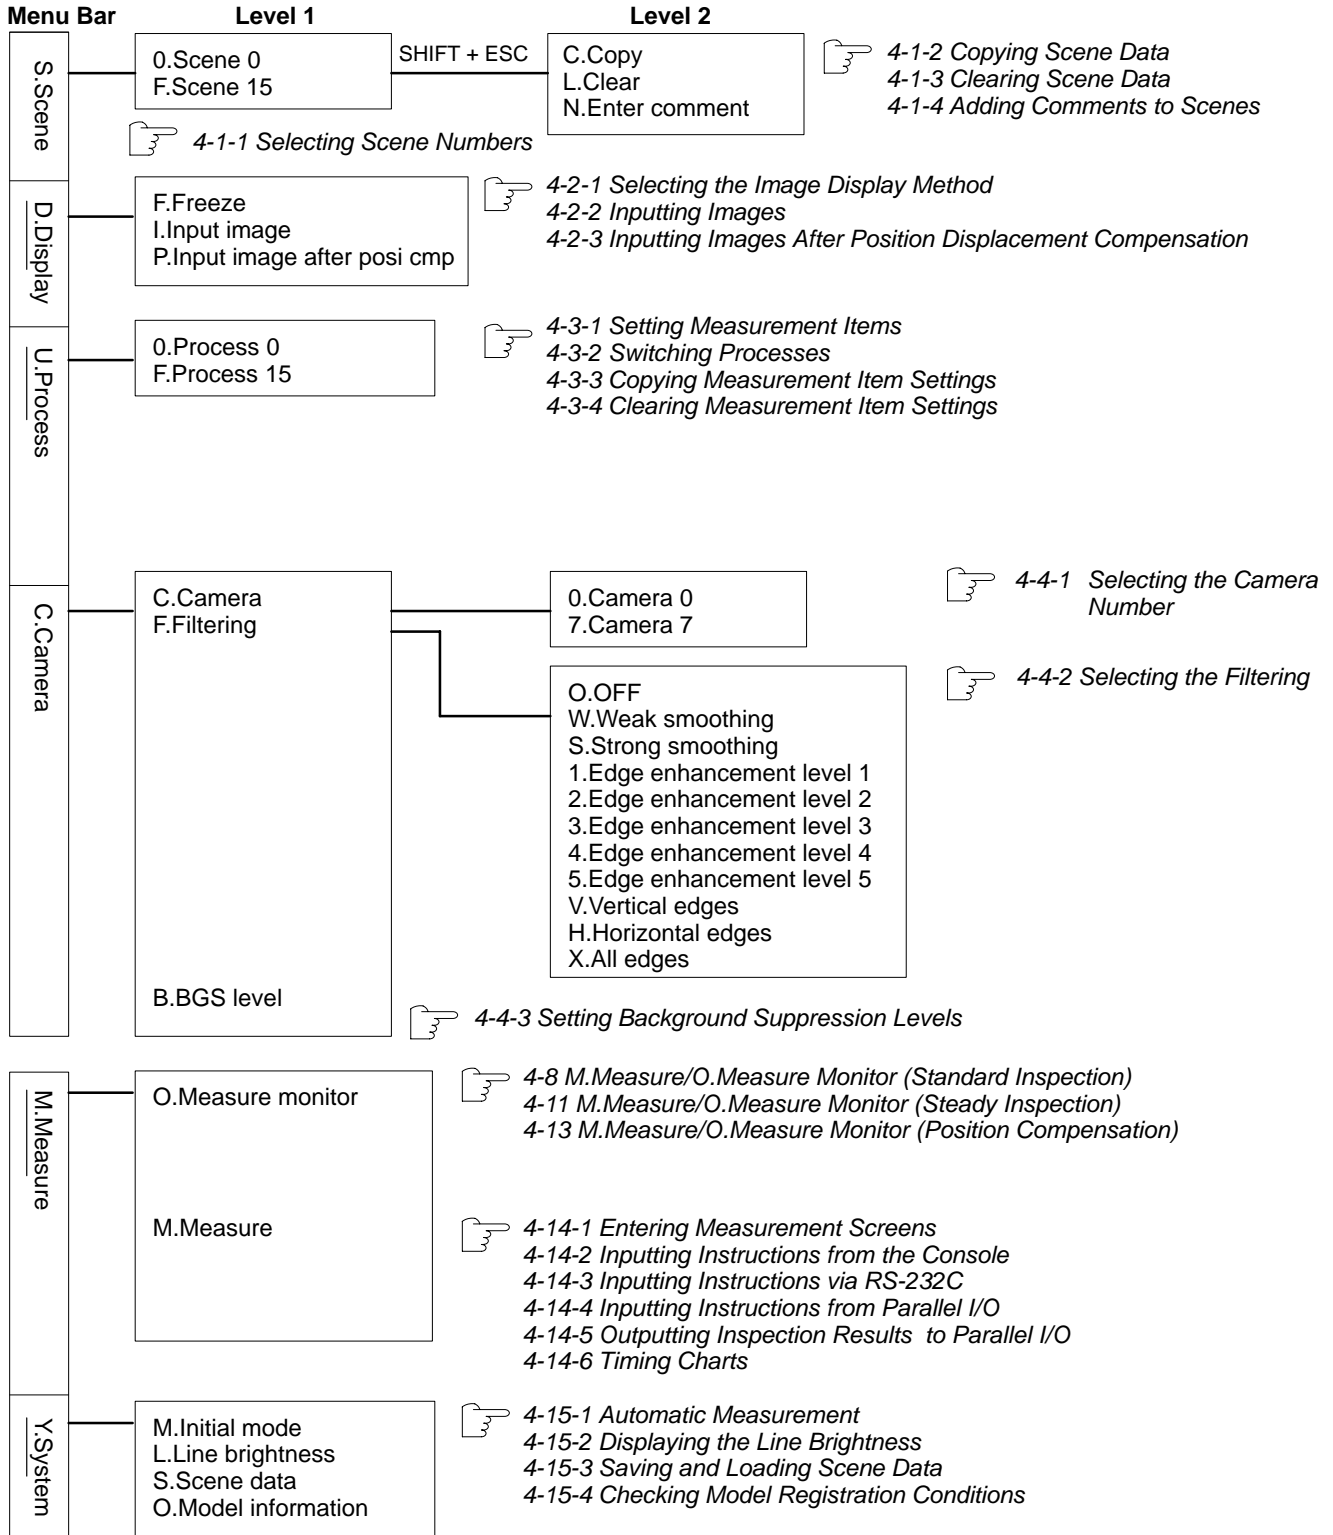 Menu Bar Level 1 Level 2
S.Scene
0.Scene 0
F.Scene 15
SHIFT + ESC
C.Copy
L.Clear
N.Enter comment
4-1-2 Copying Scene Data
4-1-3 Clearing Scene Data
4-1-4 Adding Comments to Scenes
4-1-1 Selecting Scene Numbers
D.Display
F.Freeze
I.Input image
P.Input image after posi cmp
4-2-1 Selecting the Image Display Method
4-2-2 Inputting Images
4-2-3 Inputting Images After Position Displacement Compensation
U.Process
0.Process 0
F.Process 15
4-3-1 Setting Measurement Items
4-3-2 Switching Processes
4-3-3 Copying Measurement Item Settings
4-3-4 Clearing Measurement Item Settings
C.Camera
C.Camera
F.Filtering
0.Camera 0
7.Camera 7
4-4-1 Selecting the Camera
Number
O.OFF
W.Weak smoothing
S.Strong smoothing
1.Edge enhancement level 1
2.Edge enhancement level 2
3.Edge enhancement level 3
4.Edge enhancement level 4
5.Edge enhancement level 5
V.Vertical edges
H.Horizontal edges
X.All edges
4-4-2 Selecting the Filtering
B.BGS level
4-4-3 Setting Background Suppression Levels
M.Measure
O.Measure monitor
4-8 M.Measure/O.Measure Monitor (Standard Inspection)
4-11 M.Measure/O.Measure Monitor (Steady Inspection)
4-13 M.Measure/O.Measure Monitor (Position Compensation)
M.Measure
4-14-1 Entering Measurement Screens
4-14-2 Inputting Instructions from the Console
4-14-3 Inputting Instructions via RS-232C
4-14-4 Inputting Instructions from Parallel I/O
4-14-5 Outputting Inspection Results to Parallel I/O
4-14-6 Timing Charts
Y.System
M.Initial mode
L.Line brightness
S.Scene data
O.Model information
4-15-1 Automatic Measurement
4-15-2 Displaying the Line Brightness
4-15-3 Saving and Loading Scene Data
4-15-4 Checking Model Registration Conditions